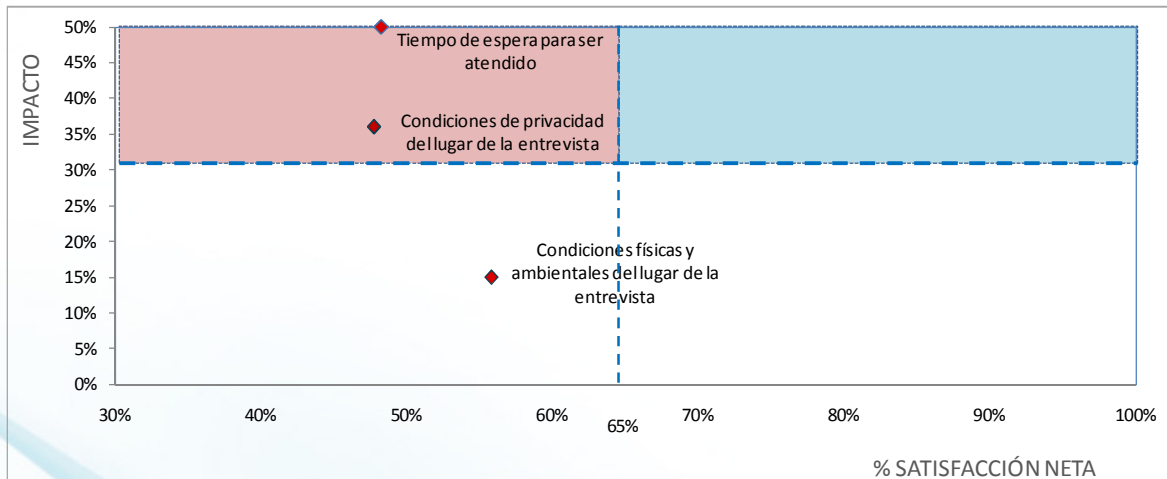 IMPACTO
50%
45%
40%
35%
30%
25%
20%
15%
10%
5%
0%
Tiempo de espera para ser
atendido
Condiciones de privacidad
del lugar de la entrevista
Condiciones físicas y
ambientales del lugar de la
entrevista
30%
40%
50%
60%
65%
70%
80%
90%
100%
% SATISFACCIÓN NETA